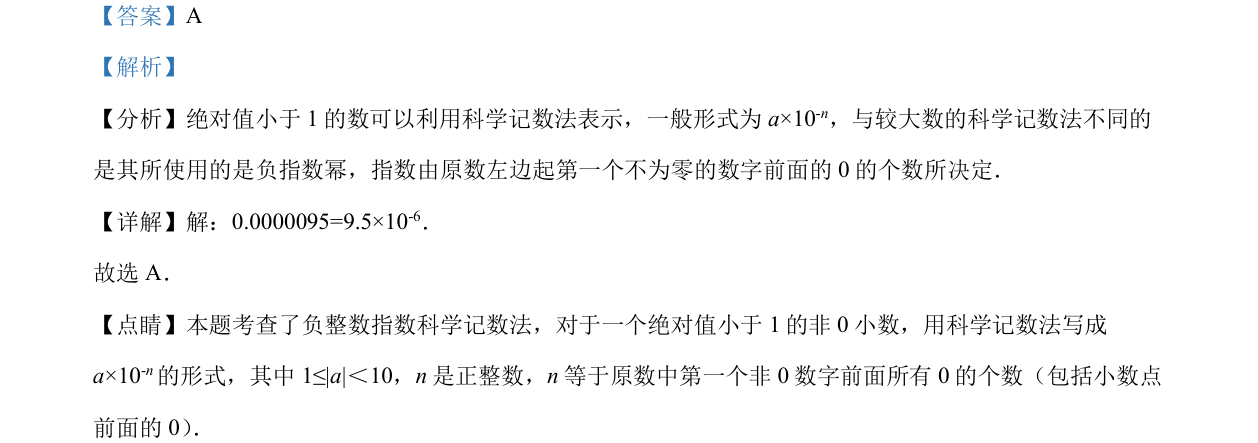 【答案】A
【解析】
【分析】绝对值小于 1 的数可以利用科学记数法表示，一般形式为 a×10⁻ⁿ，与较大数的科学记数法不同的
是其所使用的是负指数幂，指数由原数左边起第一个不为零的数字前面的 0 的个数所决定．
【详解】解：0.0000095=9.5×10⁻⁶．
故选 A．
【点睛】本题考查了负整数指数科学记数法，对于一个绝对值小于 1 的非 0 小数，用科学记数法写成
a×10⁻ⁿ 的形式，其中 1≤|a|＜10，n 是正整数，n 等于原数中第一个非 0 数字前面所有 0 的个数（包括小数点
前面的 0）．